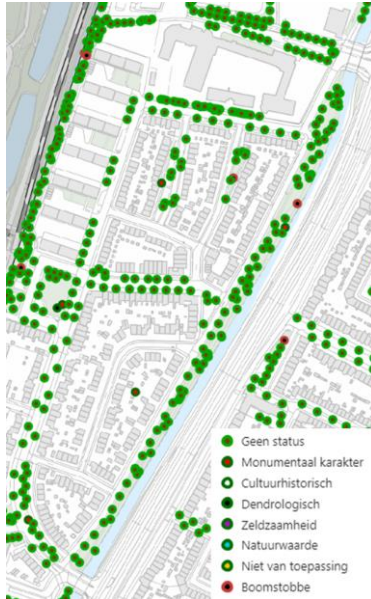 Geen status
Monumentaal karakter
Cultuurhistorisch
Dendrologisch
Zeldzaamheid
Natuurwaarde
Niet van toepassing
Boomstobbe